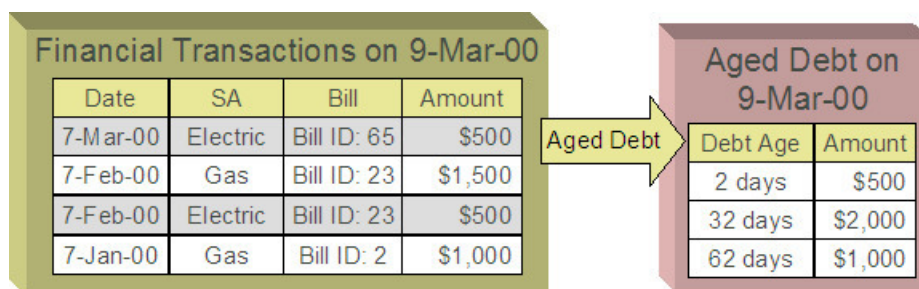 Financial Transactions on 9-Mar-00
Date SA Bill Amount
7-Mar-00 Electric Bill ID: 65 $500
7-Feb-00 Gas Bill ID: 23 $1,500
7-Feb-00 Electric Bill ID: 23 $500
7-Jan-00 Gas Bill ID: 2 $1,000
Aged Debt
Aged Debt on
9-Mar-00
Debt Age Amount
2 days $500
32 days $2,000
62 days $1,000